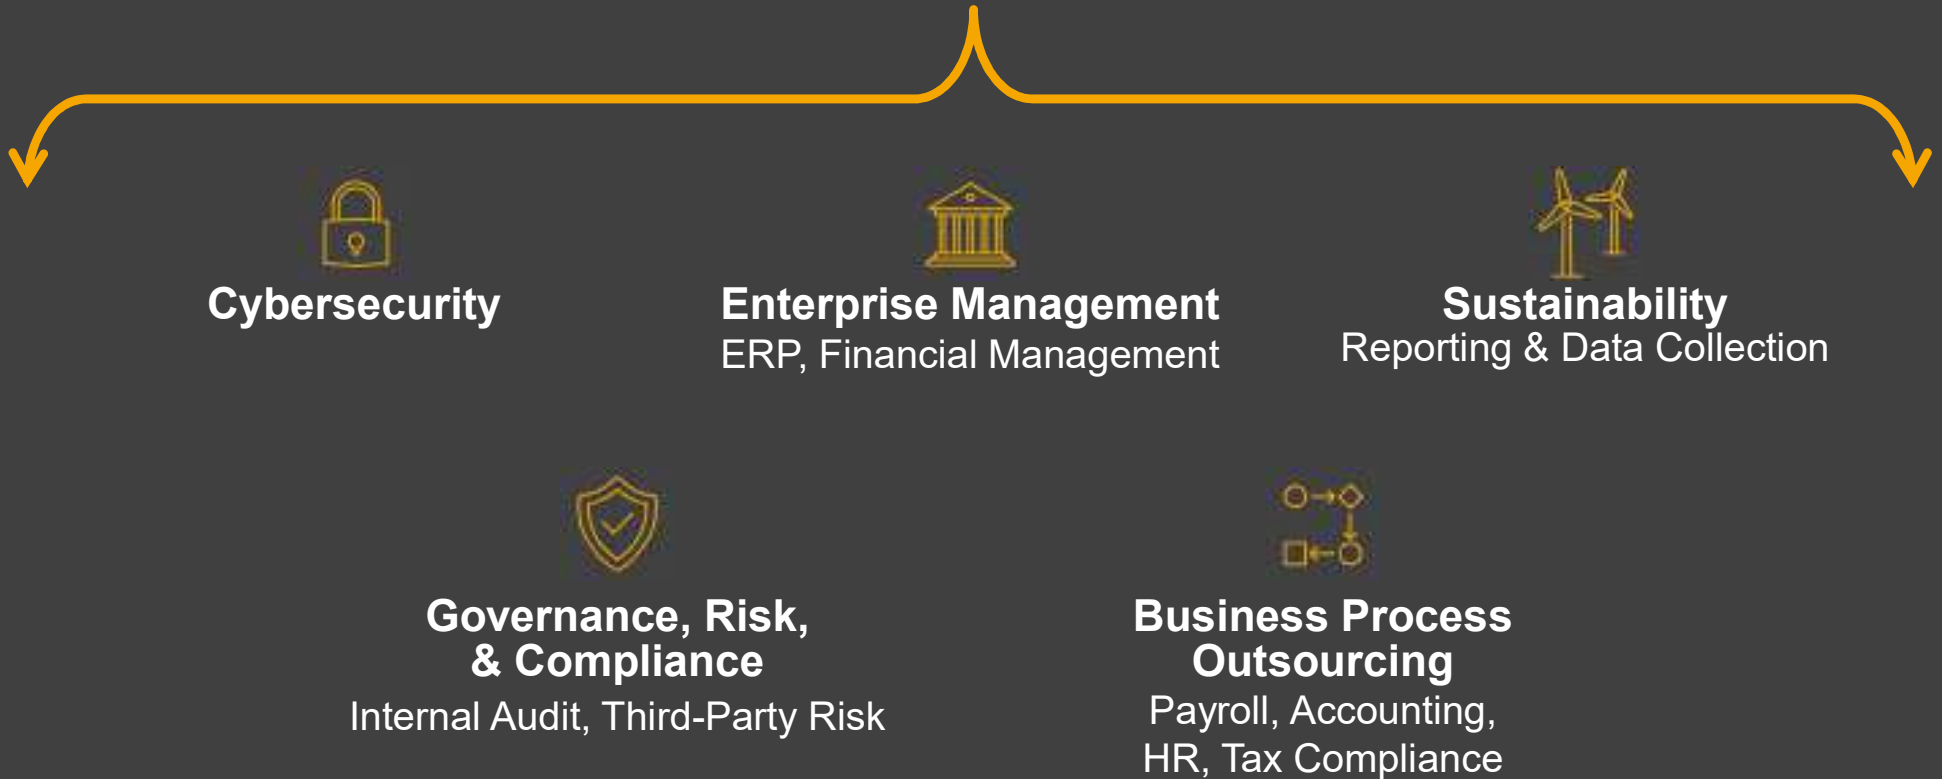 Cybersecurity
Enterprise Management
ERP, Financial Management
Sustainability
Reporting & Data Collection
Governance, Risk,
& Compliance
Internal Audit, Third-Party Risk
Business Process
Outsourcing
Payroll, Accounting,
HR, Tax Compliance